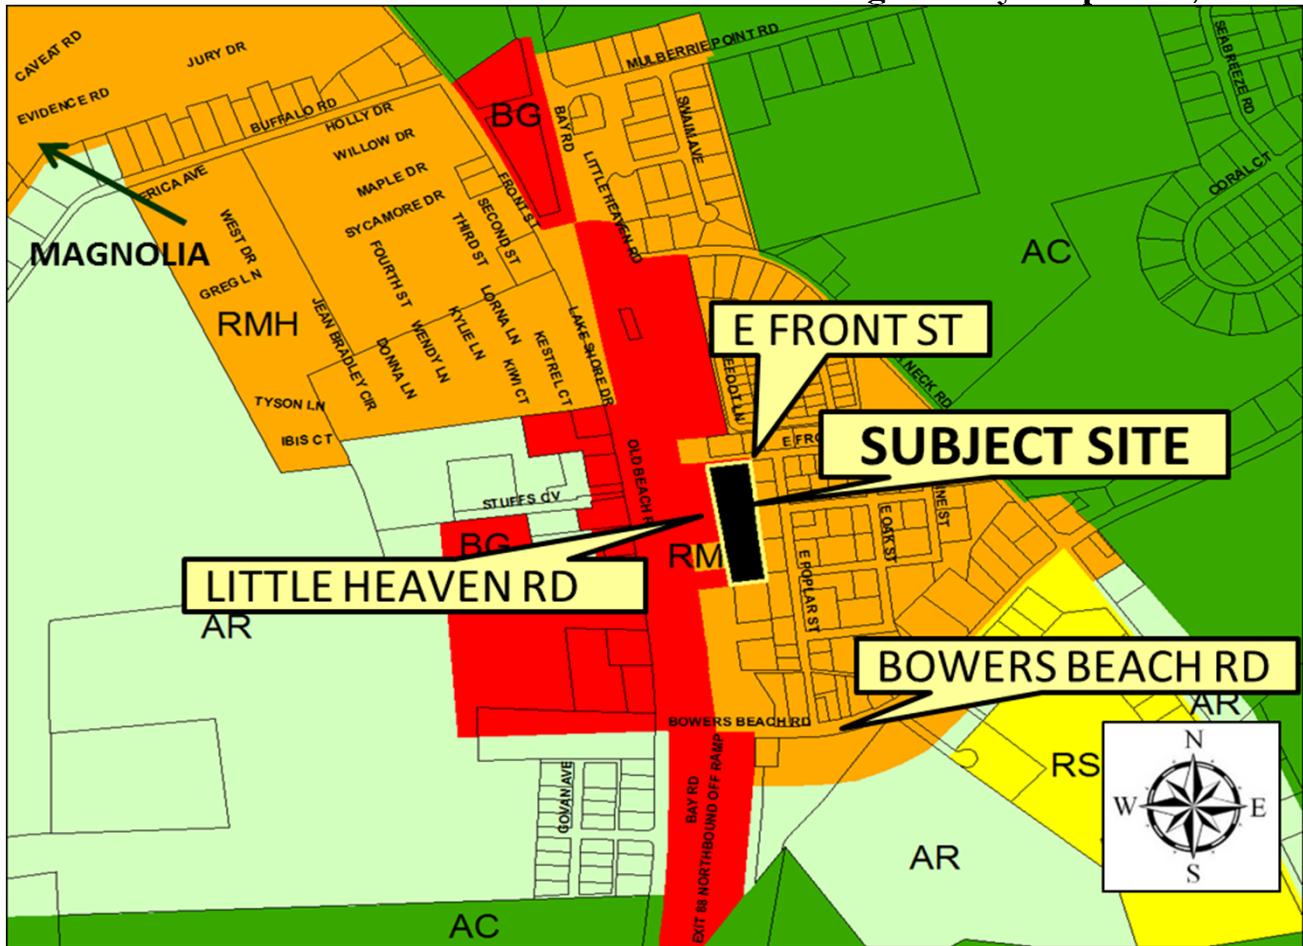 CAVEAT RD
JURY DR
EVIDENCE RD
BUFFALO RD
HOLLY DR
WILLOW DR
MAPLE DR
SYCAMORE DR
ERICA AVE
WEST DR
GREG LN
MAGNOLIA
RMH
FOURTH ST
THIRD ST
SECOND ST
FRONT ST
BG
BAY RD
MULBERRIE POINT RD
SWAIM AVE
LITTLE HEAVEN RD
SEABREEZE RD
CORAL CT
AC
JEAN BRADLEY CIR
DONNA LN
WENDY LN
KYLIE LN
LORNA LN
KIWI CT
KESTREL CT
LAKE SHORE DR
TYSON LN
IBIS CT
E FRONT ST
NECK RD
SUBJECT SITE
OLD BEACH
STUFFS CV
BG
RM
E OAK ST
E POPLAR ST
LITTLE HEAVEN RD
AR
BOWERS BEACH RD
BOWERS BEACH RD
AR
RS
BAY RD
EXIT 88 NORTHBOUND OFF RAMP
GOVAN AVE
AR
AC
N
W E
S